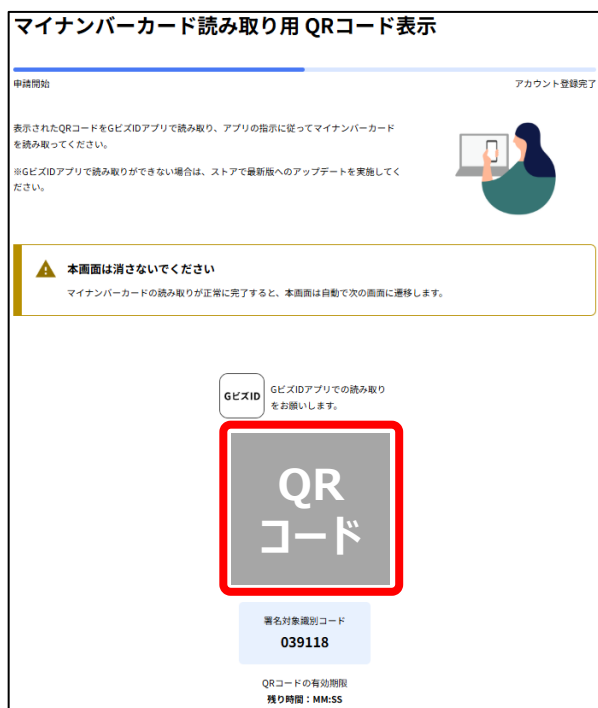 マイナンバーカード読み取り用 QRコード表示
申請開始
アカウント登録完了
表示されたQRコードをGビズIDアプリで読み取り、アプリの指示に従ってマイナンバーカード
を読み取ってください。
※GビズIDアプリで読み取りができない場合は、ストアで最新版へのアップデートを実施してく
ださい。
本画面は消さないでください
マイナンバーカードの読み取りが正常に完了すると、本画面は自動で次の画面に遷移します。
GビズID
GビズIDアプリでの読み取り
をお願いします。
QR
コード
署名対象識別コード
039118
QRコードの有効期限
残り時間：MM:SS